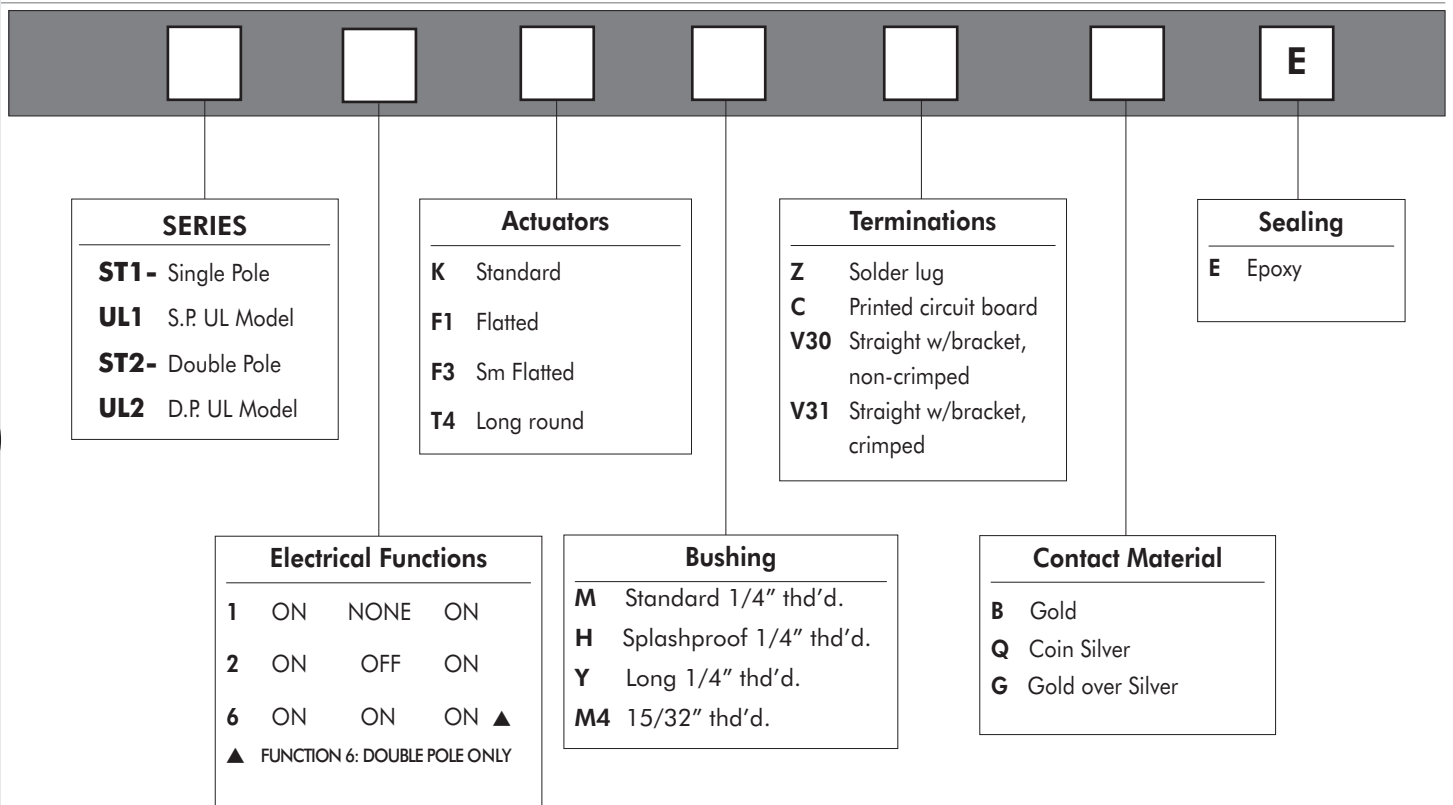 E
SERIES
ST1- Single Pole
UL1 S.P. UL Model
ST2- Double Pole
UL2 D.P. UL Model
Actuators
K Standard
F1 Flatted
F3 Sm Flatted
T4 Long round
Terminations
Z Solder lug
C Printed circuit board
V30 Straight w/bracket,
non-crimped
V31 Straight w/bracket,
crimped
Sealing
E Epoxy
Electrical Functions
1 ON NONE ON
2 ON OFF ON
6 ON ON ON ▲
▲ FUNCTION 6: DOUBLE POLE ONLY
Bushing
M Standard 1/4" thd'd.
H Splashproof 1/4" thd'd.
Y Long 1/4" thd'd.
M4 15/32" thd'd.
Contact Material
B Gold
Q Coin Silver
G Gold over Silver